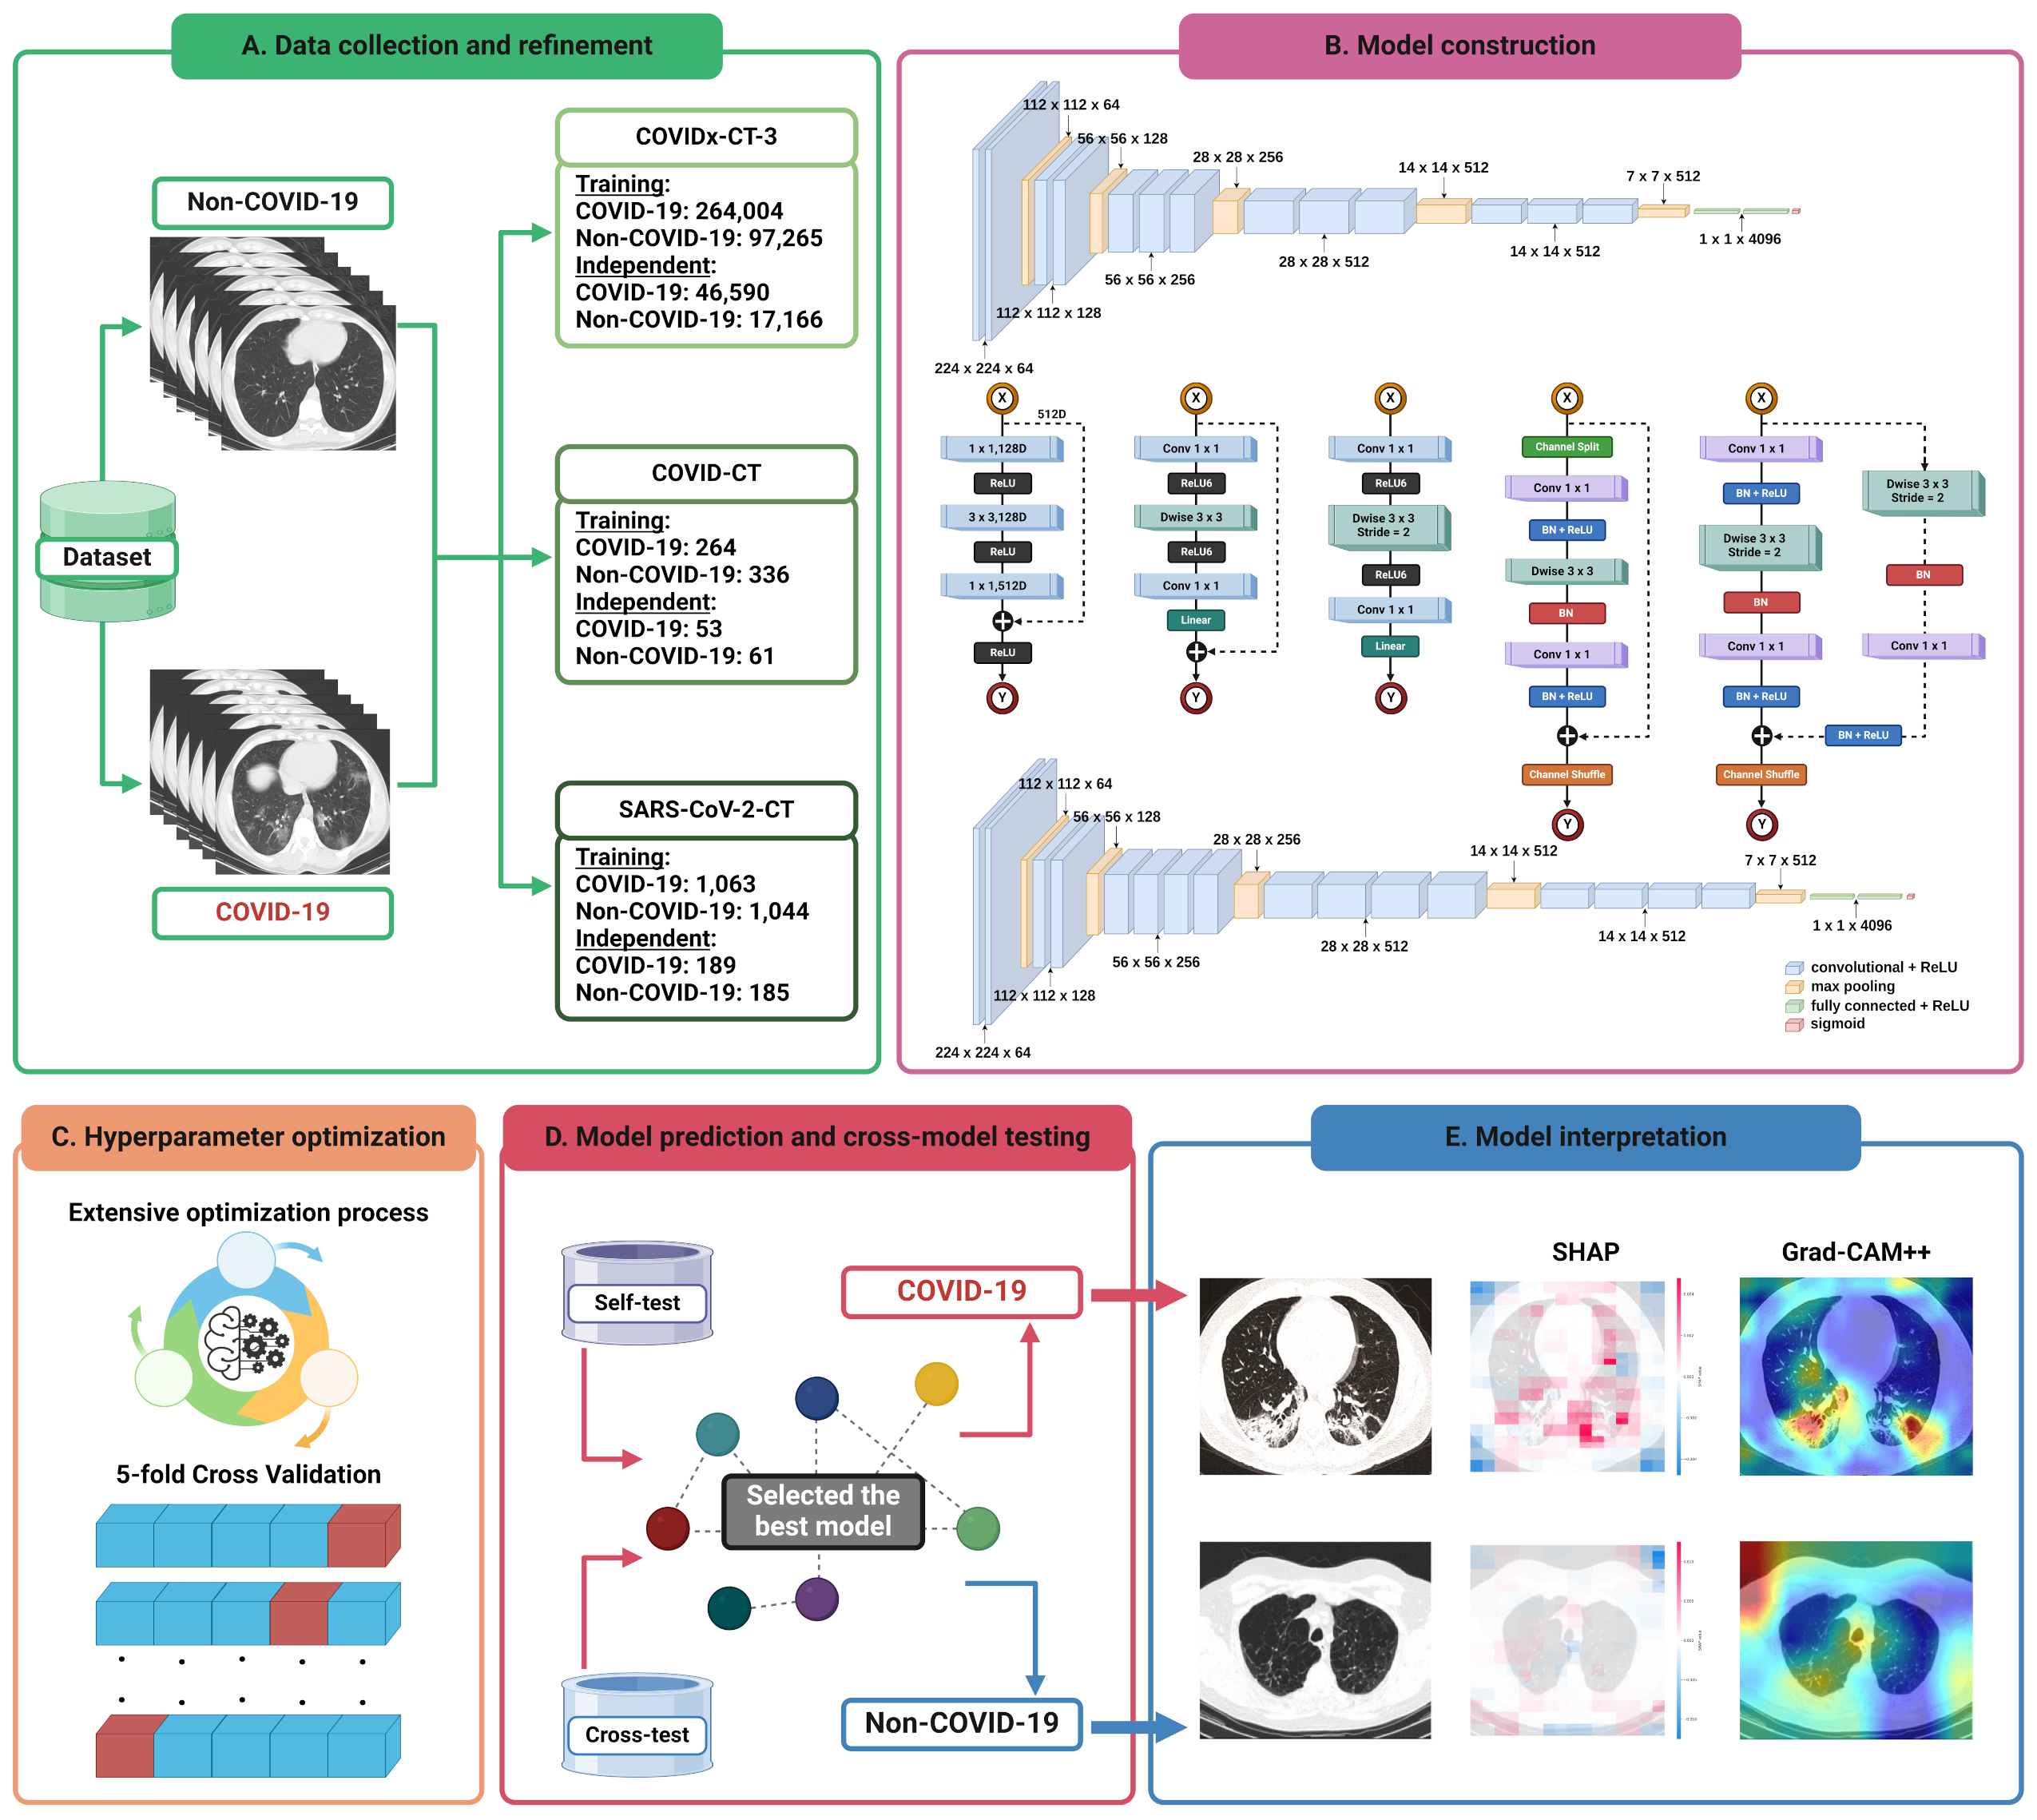 A. Data collection and refinement
Non-COVID-19
Dataset
COVID-19
COVIDx-CT-3
Training:
COVID-19: 264,004
Non-COVID-19: 97,265
Independent:
COVID-19: 46,590
Non-COVID-19: 17,166
COVID-CT
Training:
COVID-19: 264
Non-COVID-19: 336
Independent:
COVID-19: 53
Non-COVID-19: 61
SARS-CoV-2-CT
Training:
COVID-19: 1,063
Non-COVID-19: 1,044
Independent:
COVID-19: 189
Non-COVID-19: 185
B. Model construction
112 x 112 x 64
56 x 56 x 128
28 x 28 x 256
14 x 14 x 512
7 x 7 x 512
1 x 1 x 4096
14 x 14 x 512
28 x 28 x 512
56 x 56 x 256
112 x 112 x 128
224 x 224 x 64
X
512D
1 x 1,128D
ReLU
3 x 3,128D
ReLU
1 x 1,512D
ReLU
Y
X
Conv 1 x 1
ReLU6
Dwise 3 x 3
ReLU6
Conv 1 x 1
Linear
Y
X
Conv 1 x 1
ReLU6
Dwise 3 x 3
Stride = 2
ReLU6
Conv 1 x 1
Linear
Y
X
Channel Split
Conv 1 x 1
BN + ReLU
Dwise 3 x 3
BN
Conv 1 x 1
BN + ReLU
Channel Shuffle
Y
X
Conv 1 x 1
BN + ReLU
Dwise 3 x 3
Stride = 2
BN
Conv 1 x 1
BN + ReLU
Channel Shuffle
Y
Dwise 3 x 3
Stride = 2
BN
Conv 1 x 1
BN + ReLU
112 x 112 x 64
56 x 56 x 128
28 x 28 x 256
14 x 14 x 512
7 x 7 x 512
1 x 1 x 4096
14 x 14 x 512
28 x 28 x 512
56 x 56 x 256
112 x 112 x 128
224 x 224 x 64
convolutional + ReLU
max pooling
fully connected + ReLU
sigmoid
C. Hyperparameter optimization
Extensive optimization process
5-fold Cross Validation
D. Model prediction and cross-model testing
Self-test
COVID-19
Selected the
best model
Cross-test
Non-COVID-19
E. Model interpretation
SHAP
Grad-CAM++